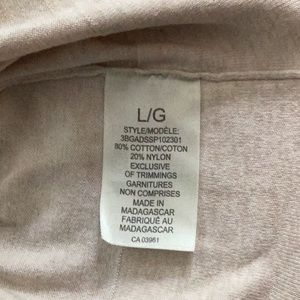 L/G
STYLE/MODÈLE:
3BGADSSP102301
80% COTTON/COTON
20% NYLON
EXCLUSIVE OF
TRIMMINGS
GARNITURES
NON COMPRISES
MADE IN
MADAGASCAR
FABRIQUÉ AU
MADAGASCAR
CA 03961